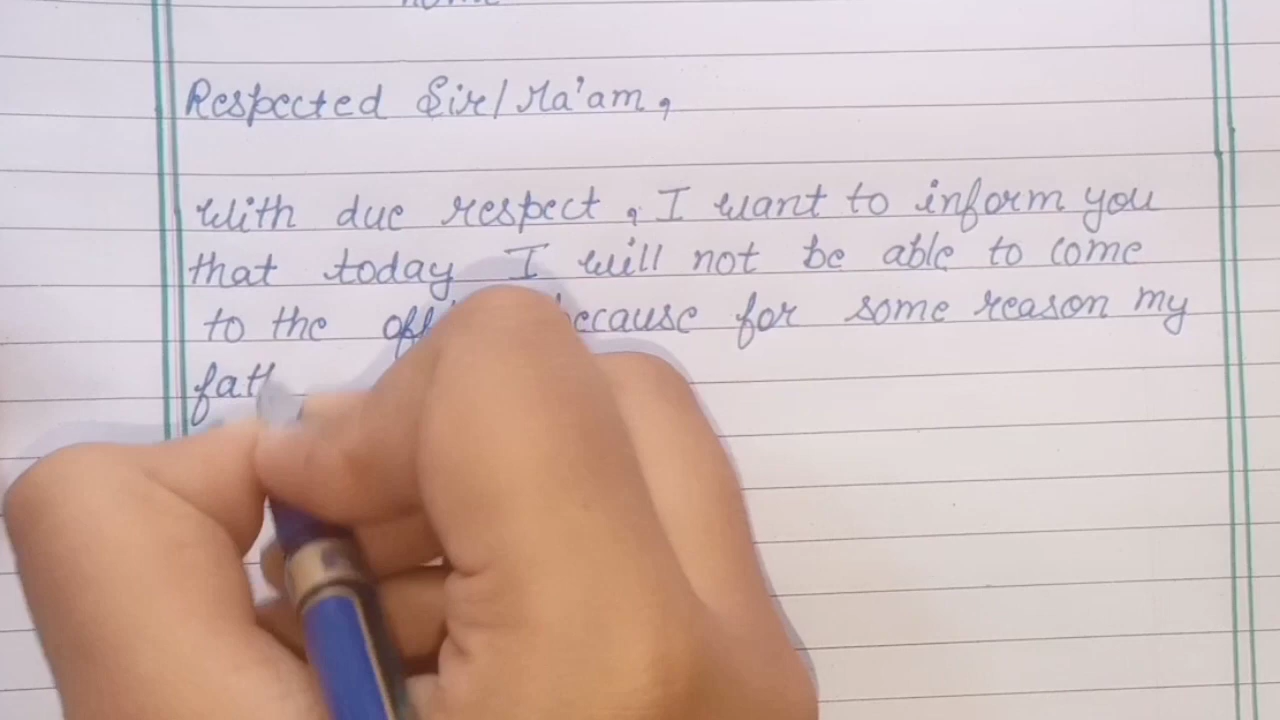 Respected Sir/Ma'am,
With due respect, I want to inform you
that today I will not be able to come
to the because for some reason my